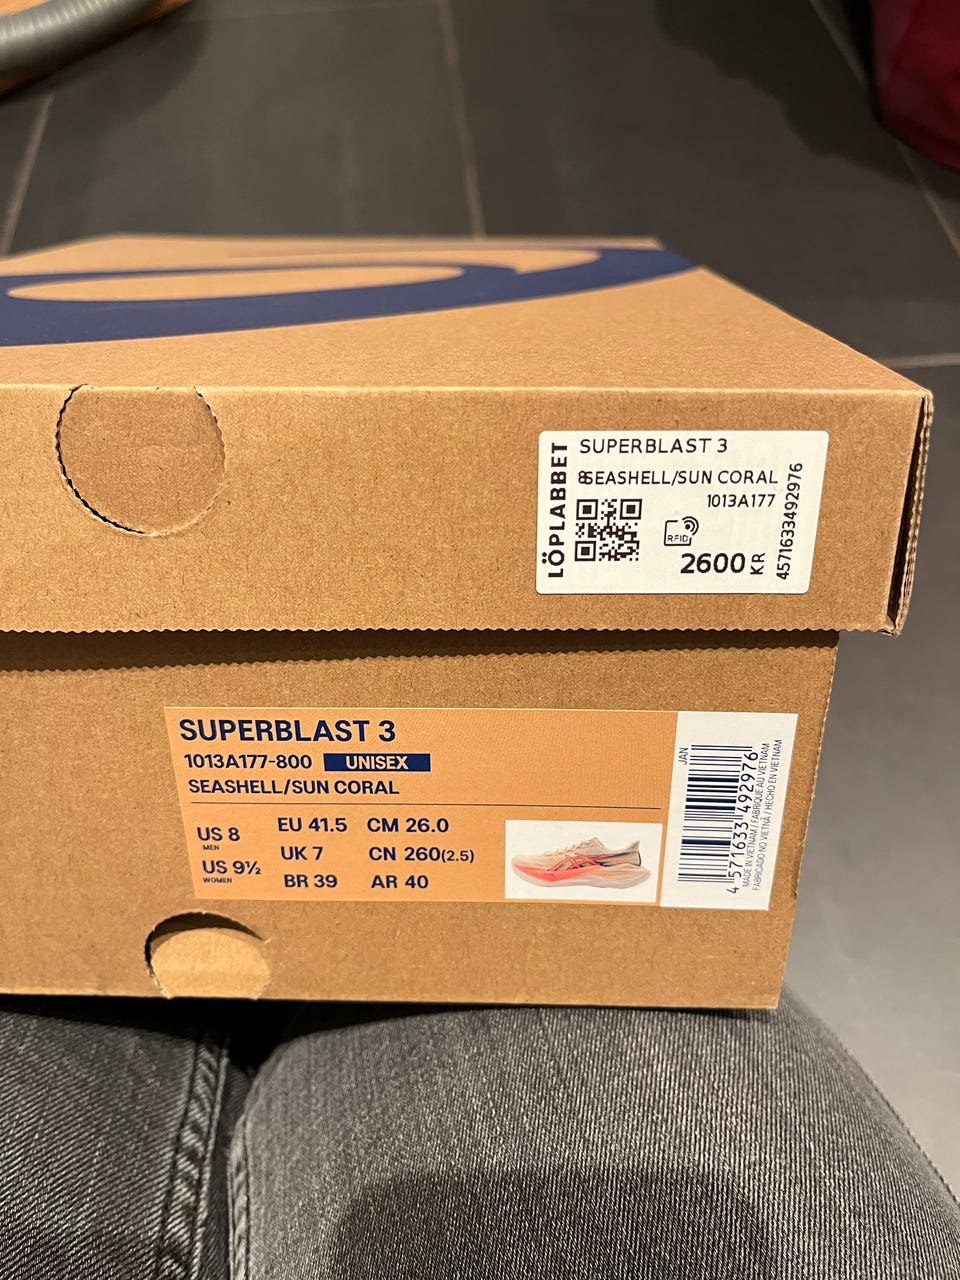 LÖPLABBET
SUPERBLAST 3
8 SEASHELL/SUN CORAL
1013A177
RFID
2600 KR
4571633492976
SUPERBLAST 3
1013A177-800 UNISEX
SEASHELL/SUN CORAL
US 8
MEN
US 9½
WOMEN
EU 41.5
UK 7
BR 39
CM 26.0
CN 260(2.5)
AR 40
JAN
4 571633 492976
MADE IN VIETNAM / FABRIQUÉ AU VIETNAM
FABRICADO NO VIETNÃ / HECHO EN VIETNAM